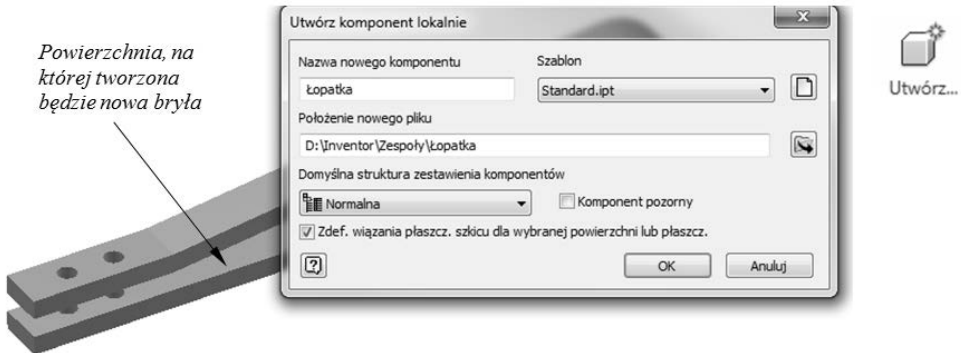 Powierzchnia, na
której tworzona
będzie nowa bryła
Utwórz komponent lokalnie
Nazwa nowego komponentu
Szablon
Łopatka
Standard.ipt
Położenie nowego pliku
D:\Inventor\Zespoły\Łopatka
Domyślna struktura zestawienia komponentów
Normalna
Komponent pozorny
Zdef. wiązania płaszcz. szkicu dla wybranej powierzchni lub płaszcz.
OK
Anuluj
Utwórz...